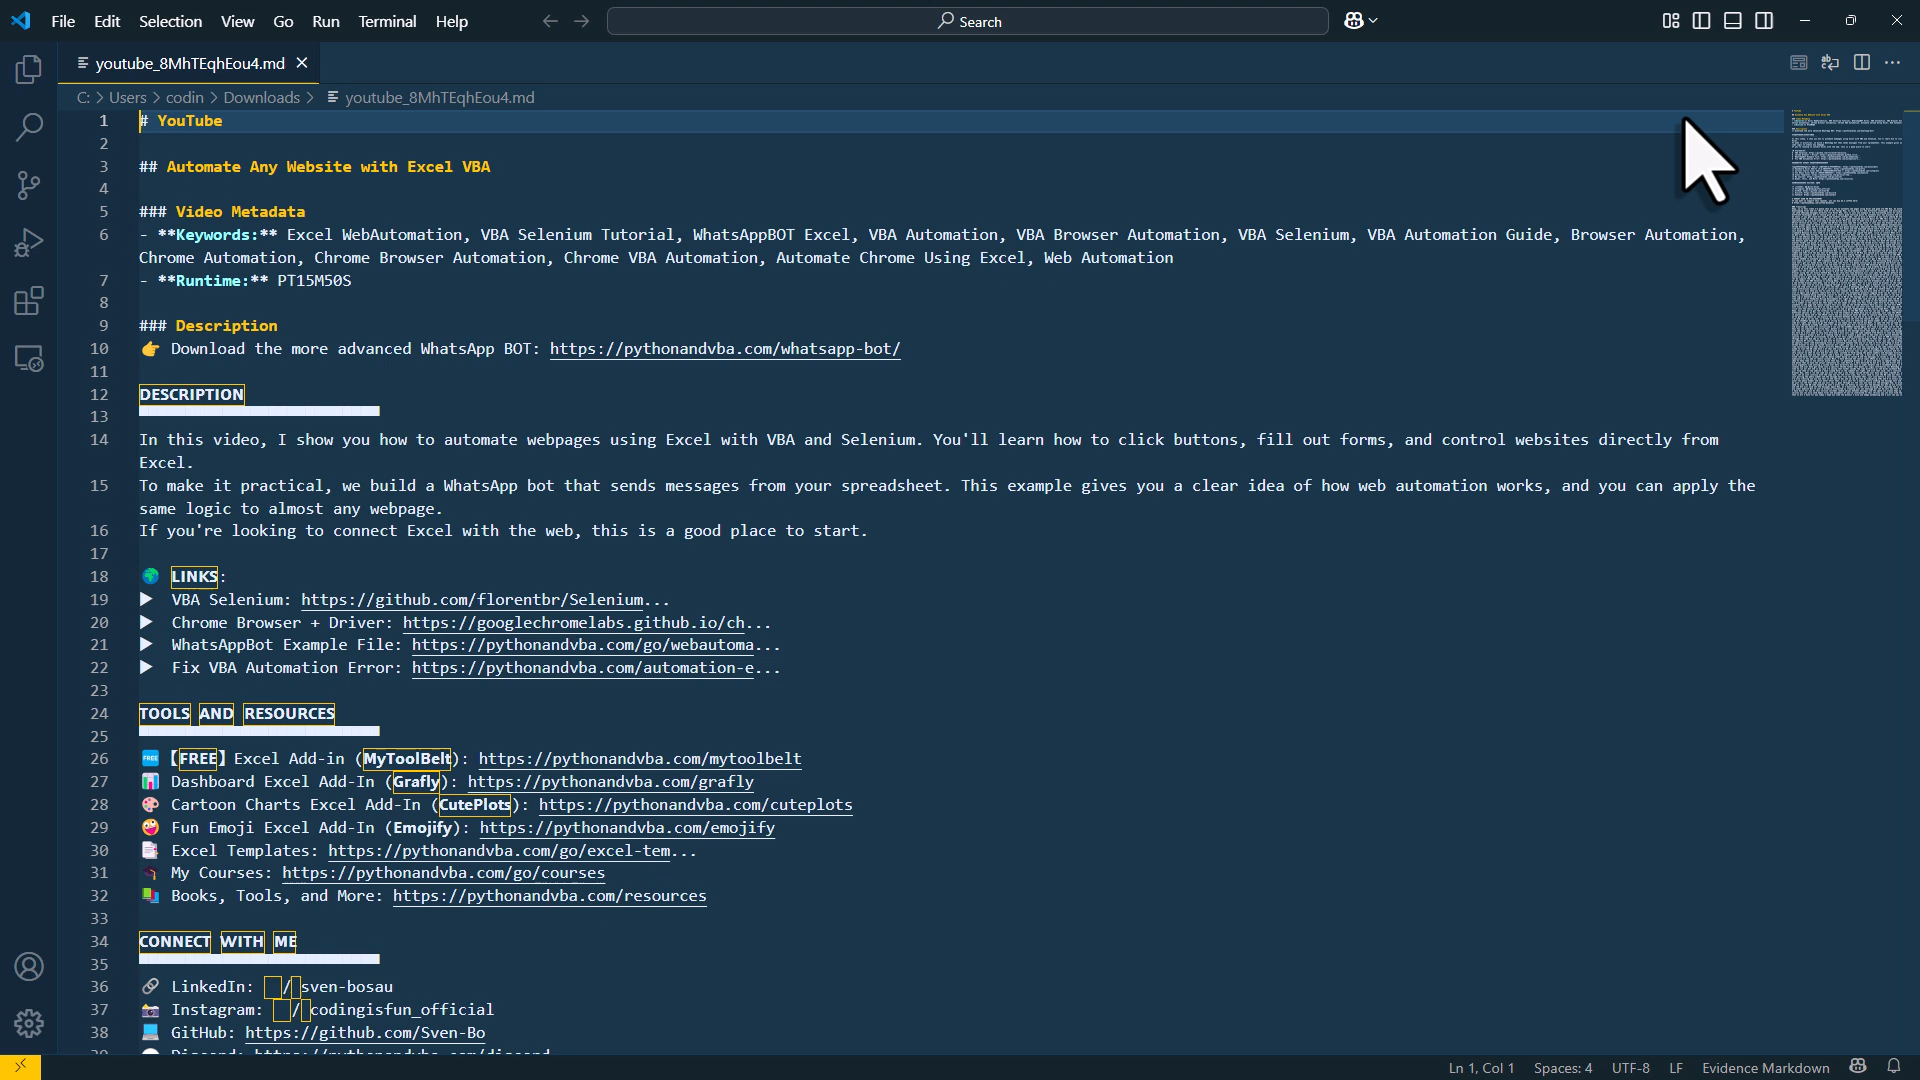 File Edit Selection View Go Run Terminal Help Search
youtube_8MhTEqhEou4.md
C: > Users > codin > Downloads > youtube_8MhTEqhEou4.md
1 # YouTube
2
3 ## Automate Any Website with Excel VBA
4
5 ### Video Metadata
6 - **Keywords:** Excel WebAutomation, VBA Selenium Tutorial, WhatsAppBOT Excel, VBA Automation, VBA Browser Automation, VBA Selenium, VBA Automation Guide, Browser Automation,
Chrome Automation, Chrome Browser Automation, Chrome VBA Automation, Automate Chrome Using Excel, Web Automation
7 - **Runtime:** PT15M50S
8
9 ### Description
10 👉 Download the more advanced WhatsApp BOT: https://pythonandvba.com/whatsapp-bot/
11
12 DESCRIPTION
13
14 In this video, I show you how to automate webpages using Excel with VBA and Selenium. You'll learn how to click buttons, fill out forms, and control websites directly from
Excel.
15 To make it practical, we build a WhatsApp bot that sends messages from your spreadsheet. This example gives you a clear idea of how web automation works, and you can apply the
same logic to almost any webpage.
16 If you're looking to connect Excel with the web, this is a good place to start.
17
18 🌍 LINKS:
19 ▶ VBA Selenium: https://github.com/florentbr/Selenium...
20 ▶ Chrome Browser + Driver: https://googlechromelabs.github.io/ch...
21 ▶ WhatsAppBot Example File: https://pythonandvba.com/go/webautoma...
22 ▶ Fix VBA Automation Error: https://pythonandvba.com/automation-e...
23
24 TOOLS AND RESOURCES
25
26 🆓【FREE】Excel Add-in (MyToolBelt): https://pythonandvba.com/mytoolbelt
27 📊 Dashboard Excel Add-In (Grafly): https://pythonandvba.com/grafly
28 🎨 Cartoon Charts Excel Add-In (CutePlots): https://pythonandvba.com/cuteplots
29 🤪 Fun Emoji Excel Add-In (Emojify): https://pythonandvba.com/emojify
30 📑 Excel Templates: https://pythonandvba.com/go/excel-tem...
31 🎓 My Courses: https://pythonandvba.com/go/courses
32 📚 Books, Tools, and More: https://pythonandvba.com/resources
33
34 CONNECT WITH ME
35
36 🔗 LinkedIn: / sven-bosau
37 📸 Instagram: / codingisfun_official
38 💻 GitHub: https://github.com/Sven-Bo
Ln 1, Col 1 Spaces: 4 UTF-8 LF Evidence Markdown